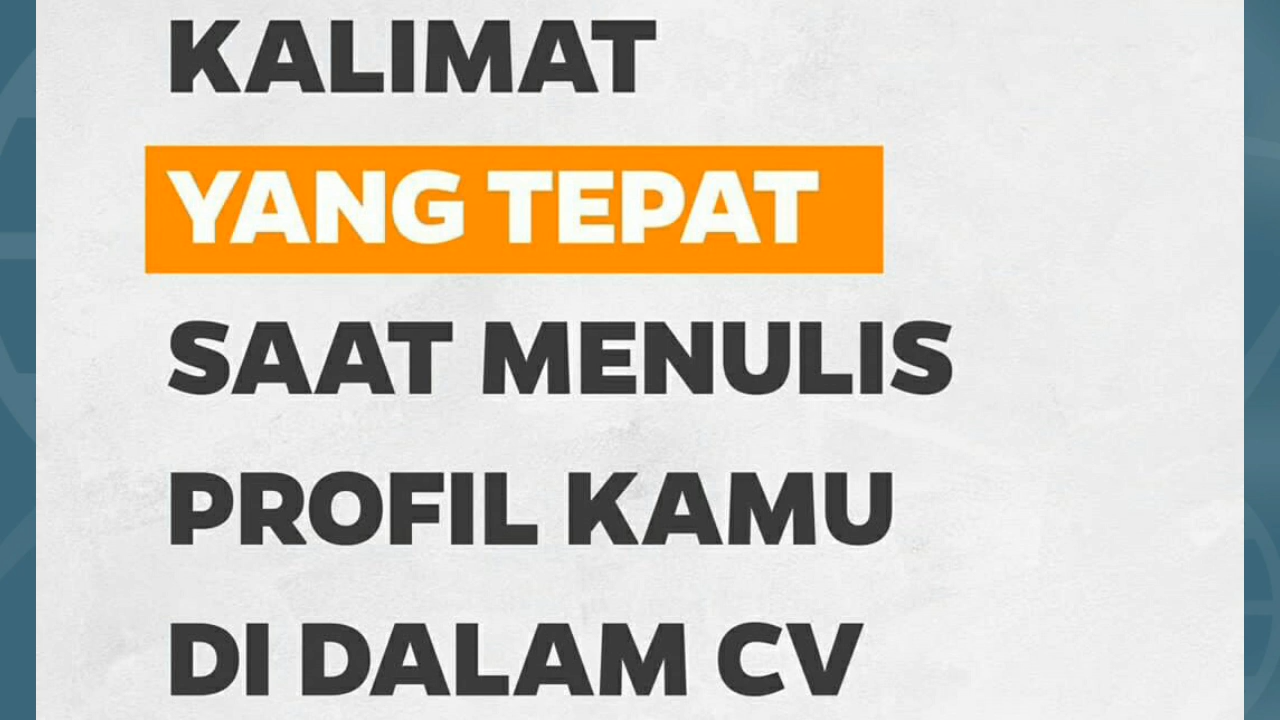 KALIMAT
YANG TEPAT
SAAT MENULIS
PROFIL KAMU
DI DALAM CV